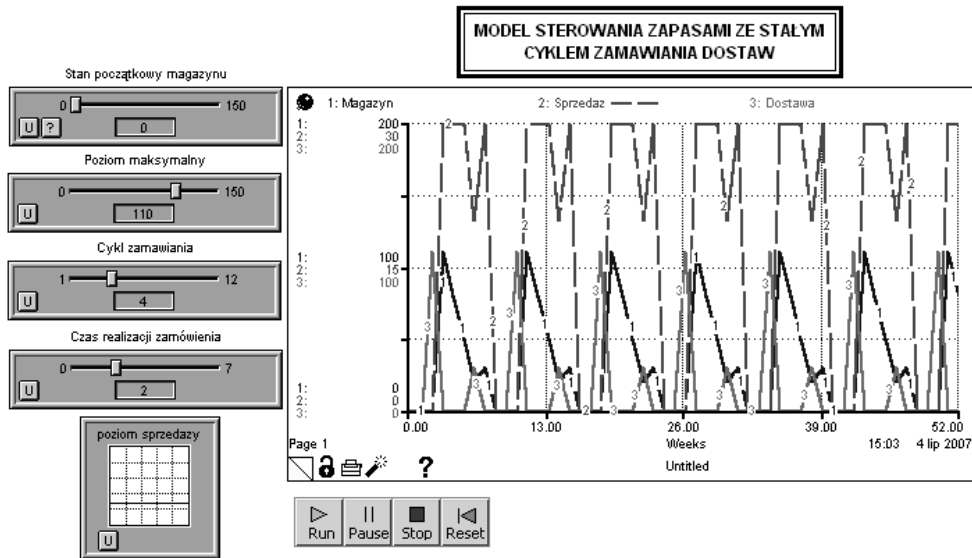 MODEL STEROWANIA ZAPASAMI ZE STAŁYM
CYKLEM ZAMAWIANIA DOSTAW
Stan początkowy magazynu
0 150
U ? 0
Poziom maksymalny
0 150
U 110
Cykl zamawiania
1 12
U 4
Czas realizacji zamówienia
0 7
U 2
poziom sprzedazy
U
1: Magazyn 2: Sprzedaz 3: Dostawa
1: 200
2: 30
3: 200
1: 100
2: 15
3: 100
1: 0
2: 0
3: 0
0.00 13.00 26.00 39.00 52.00
Page 1 Weeks 15:03 4 lip 2007
? Untitled
Run Pause Stop Reset